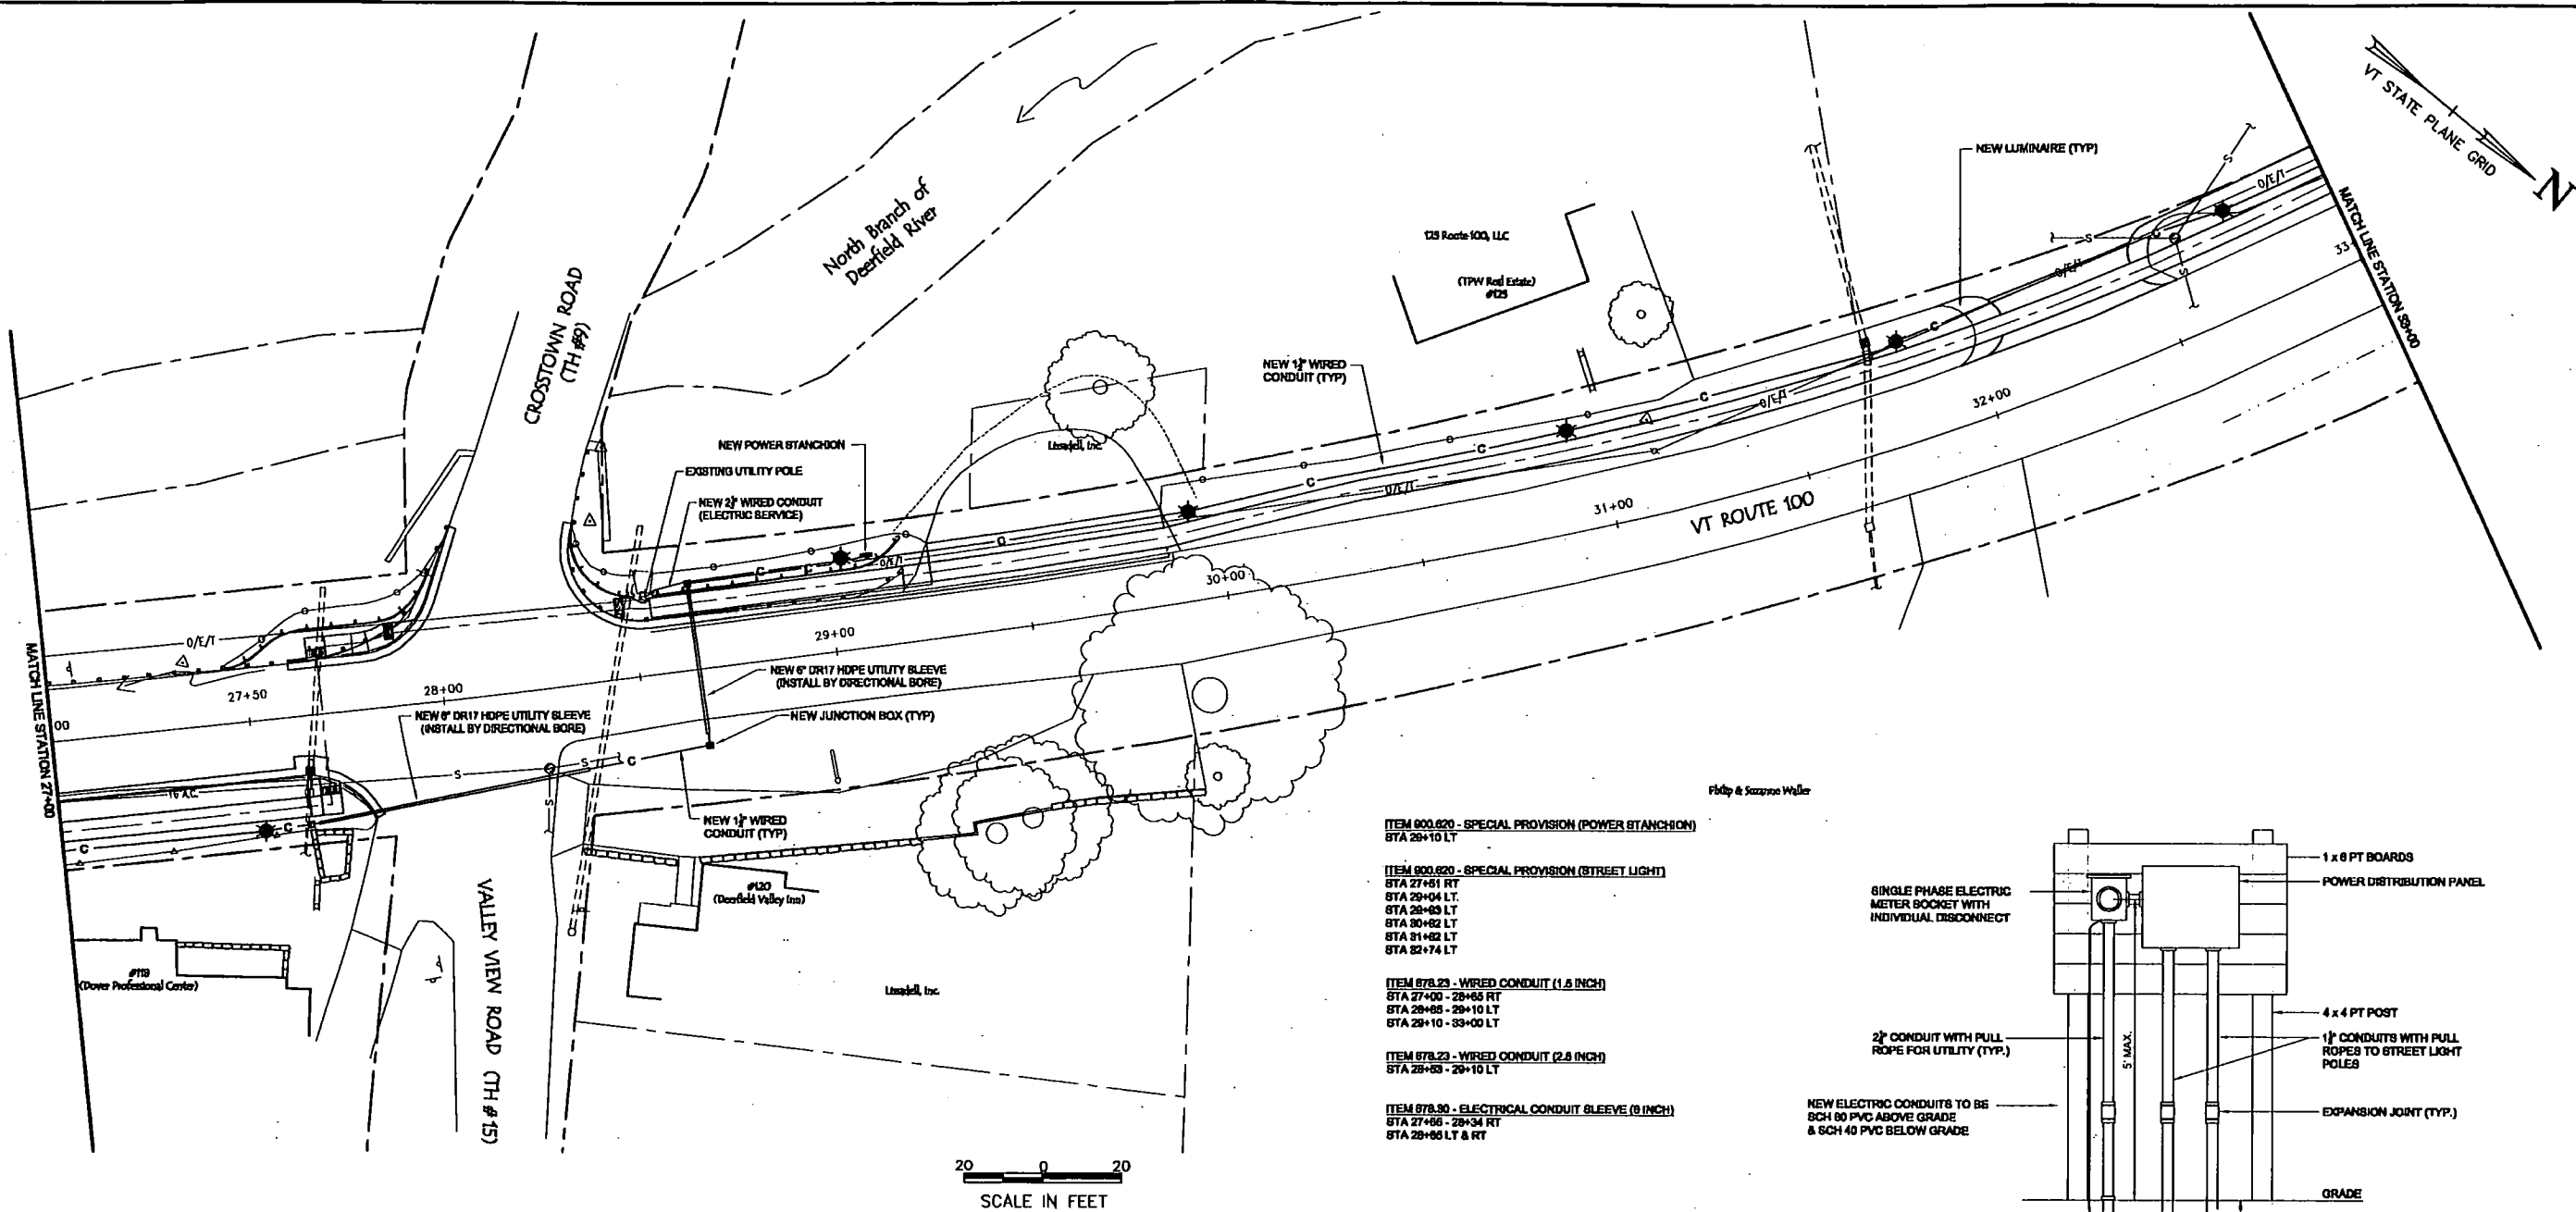 VT STATE PLANE GRID
N
MATCH LINE STATION 33+00
33
O/E/T
S
S
S
C
NEW LUMINAIRE (TYP)
O/E/T
C
125 Route 100, LLC
(TPW Real Estate)
#125
North Branch of
Deerfield River
CROSSTOWN ROAD
(TH #9)
NEW 1½" WIRED
CONDUIT (TYP)
C
O/E/T
32+00
NEW POWER STANCHION
EXISTING UTILITY POLE
NEW 2½" WIRED CONDUIT
(ELECTRIC SERVICE)
Lissadell, Inc.
C
C
O/E/T
31+00
VT ROUTE 100
C
E
O/E/T
30+00
29+00
O/E/T
MATCH LINE STATION 27+00
00
27+50
28+00
NEW 6" DR17 HDPE UTILITY SLEEVE
(INSTALL BY DIRECTIONAL BORE)
NEW 6" DR17 HDPE UTILITY SLEEVE
(INSTALL BY DIRECTIONAL BORE)
NEW JUNCTION BOX (TYP)
S
S
C
S
C
C
NEW 1½" WIRED
CONDUIT (TYP)
VALLEY VIEW ROAD (TH #15)
#120
(Deerfield Valley Inn)
#119
(Dover Professional Center)
Lissadell, Inc.
Philip & Suzanne Waller
20 0 20
SCALE IN FEET
ITEM 900.620 - SPECIAL PROVISION (POWER STANCHION)
STA 29+10 LT
ITEM 900.620 - SPECIAL PROVISION (STREET LIGHT)
STA 27+51 RT
STA 29+04 LT.
STA 29+93 LT
STA 30+92 LT
STA 31+82 LT
STA 32+74 LT
ITEM 678.23 - WIRED CONDUIT (1.5 INCH)
STA 27+00 - 28+65 RT
STA 28+65 - 29+10 LT
STA 29+10 - 33+00 LT
ITEM 678.23 - WIRED CONDUIT (2.5 INCH)
STA 28+53 - 29+10 LT
ITEM 678.30 - ELECTRICAL CONDUIT SLEEVE (6 INCH)
STA 27+66 - 28+34 RT
STA 28+65 LT & RT
1 x 6 PT BOARDS
POWER DISTRIBUTION PANEL
SINGLE PHASE ELECTRIC
METER SOCKET WITH
INDIVIDUAL DISCONNECT
4 x 4 PT POST
2½" CONDUIT WITH PULL
ROPE FOR UTILITY (TYP.)
5' MAX.
1½" CONDUITS WITH PULL
ROPES TO STREET LIGHT
POLES
NEW ELECTRIC CONDUITS TO BE
SCH 80 PVC ABOVE GRADE
& SCH 40 PVC BELOW GRADE
EXPANSION JOINT (TYP.)
GRADE